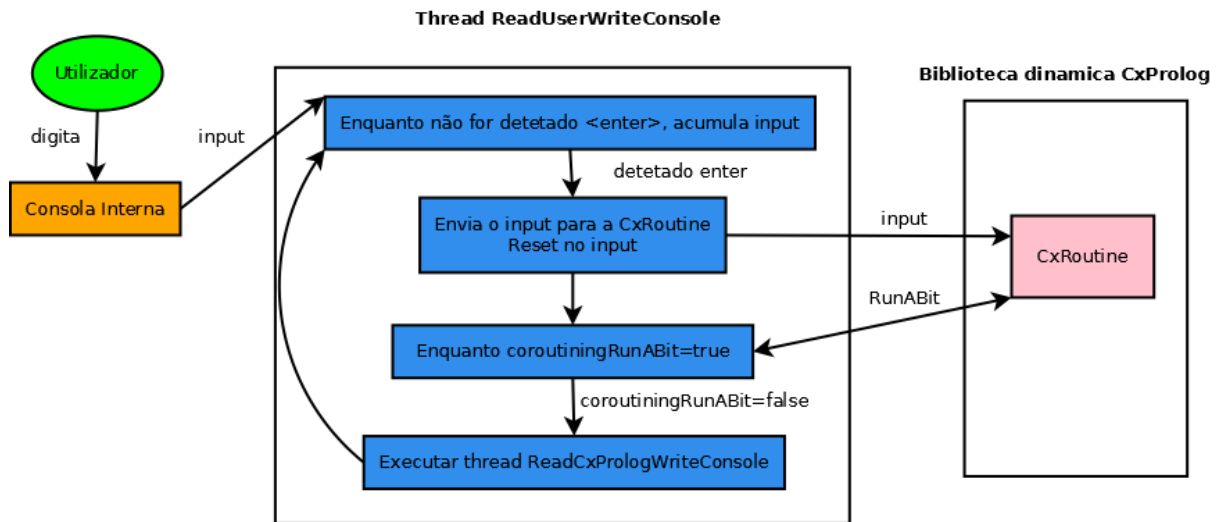 Thread ReadUserWriteConsole
Utilizador
Biblioteca dinamica CxProlog
digita
input
Enquanto não for detetado <enter>, acumula input
detetado enter
Consola Interna
Envia o input para a CxRoutine
Reset no input
input
CxRoutine
RunABit
Enquanto coroutiningRunABit=true
coroutiningRunABit=false
Executar thread ReadCxPrologWriteConsole